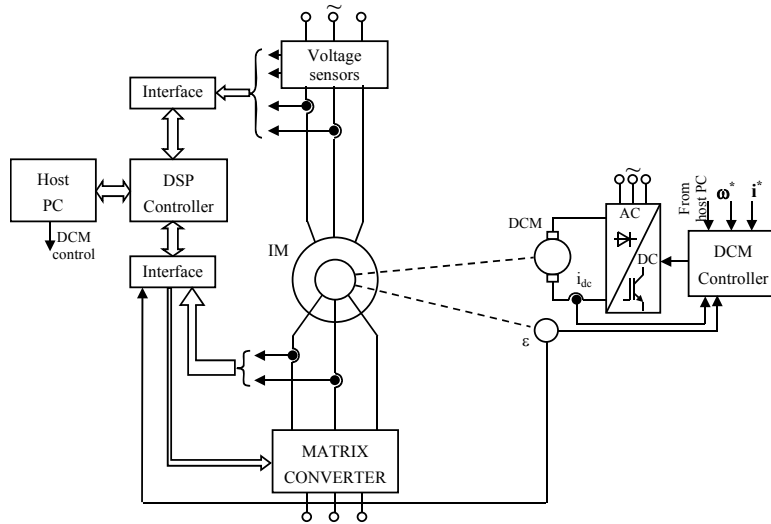 ~
Voltage
sensors
Interface
Host
PC
DSP
Controller
DCM
control
Interface
IM
MATRIX
CONVERTER
DCM
i_dc
ε
~
AC
DC
From
host PC
ω*
i*
DCM
Controller